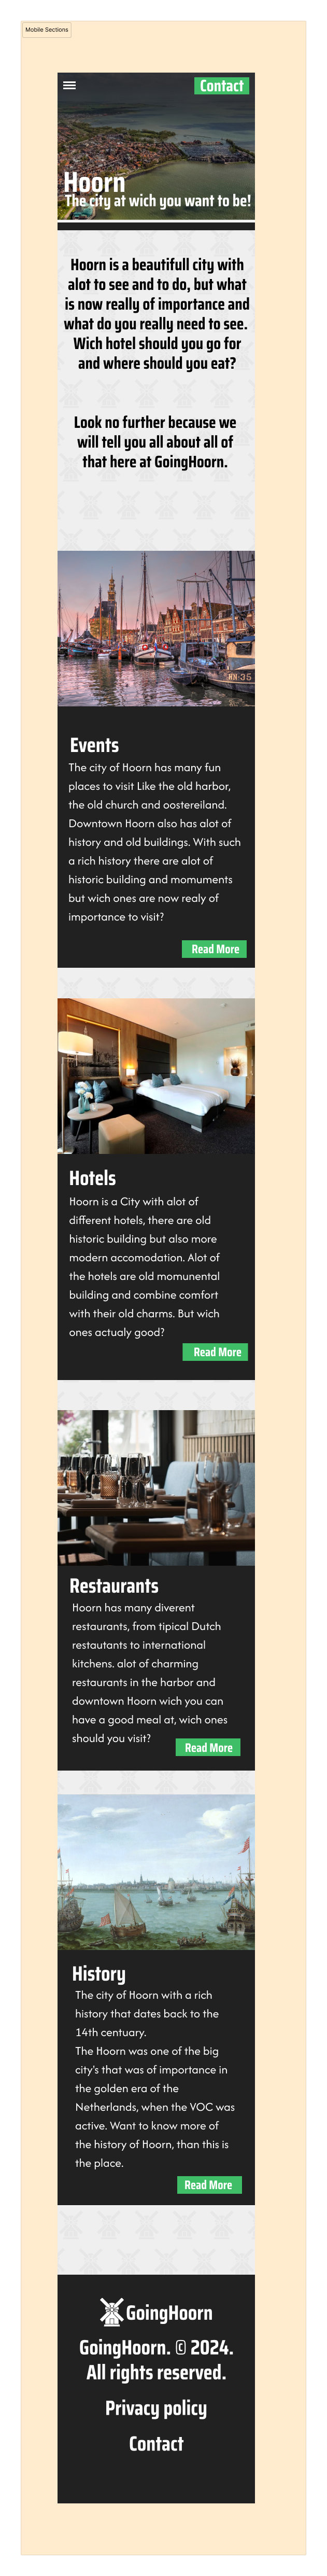 Mobile Sections
Contact
Hoorn
The city at wich you want to be!
Hoorn is a beautifull city with
alot to see and to do, but what
is now really of importance and
what do you really need to see.
Wich hotel should you go for
and where should you eat?
Look no further because we
will tell you all about all of
that here at GoingHoorn.
HN·35
Events
The city of Hoorn has many fun
places to visit Like the old harbor,
the old church and oostereiland.
Downtown Hoorn also has alot of
history and old buildings. With such
a rich history there are alot of
historic building and momuments
but wich ones are now realy of
importance to visit?
Read More
Hotels
Hoorn is a City with alot of
different hotels, there are old
historic building but also more
modern accomodation. Alot of
the hotels are old momunental
building and combine comfort
with their old charms. But wich
ones actualy good?
Read More
Restaurants
Hoorn has many diverent
restaurants, from tipical Dutch
restautants to international
kitchens. alot of charming
restaurants in the harbor and
downtown Hoorn wich you can
have a good meal at, wich ones
should you visit?
Read More
History
The city of Hoorn with a rich
history that dates back to the
14th centuary.
The Hoorn was one of the big
city's that was of importance in
the golden era of the
Netherlands, when the VOC was
active. Want to know more of
the history of Hoorn, than this is
the place.
Read More
GoingHoorn
GoingHoorn. © 2024.
All rights reserved.
Privacy policy
Contact